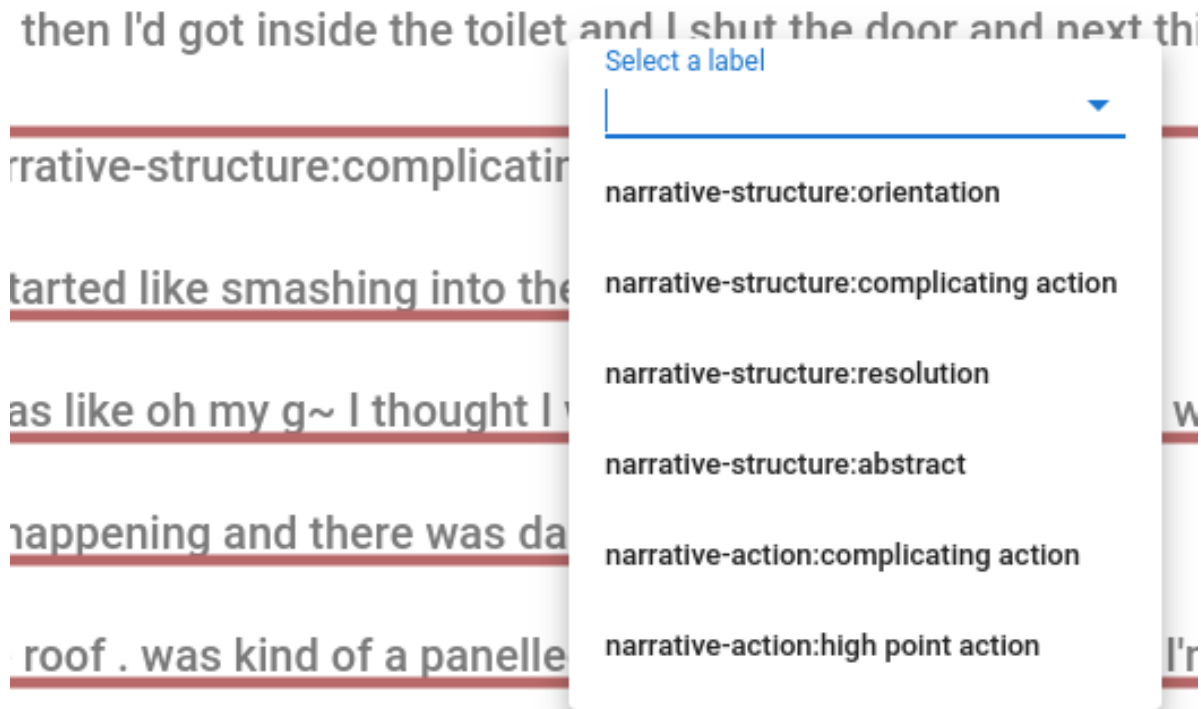 then I'd got inside the toilet and I shut the door and next thi
Select a label
rrative-structure:complicatin
narrative-structure:orientation
tarted like smashing into the
narrative-structure:complicating action
narrative-structure:resolution
as like oh my g~ I thought I w
narrative-structure:abstract
happening and there was da
narrative-action:complicating action
roof . was kind of a panelle I'r
narrative-action:high point action